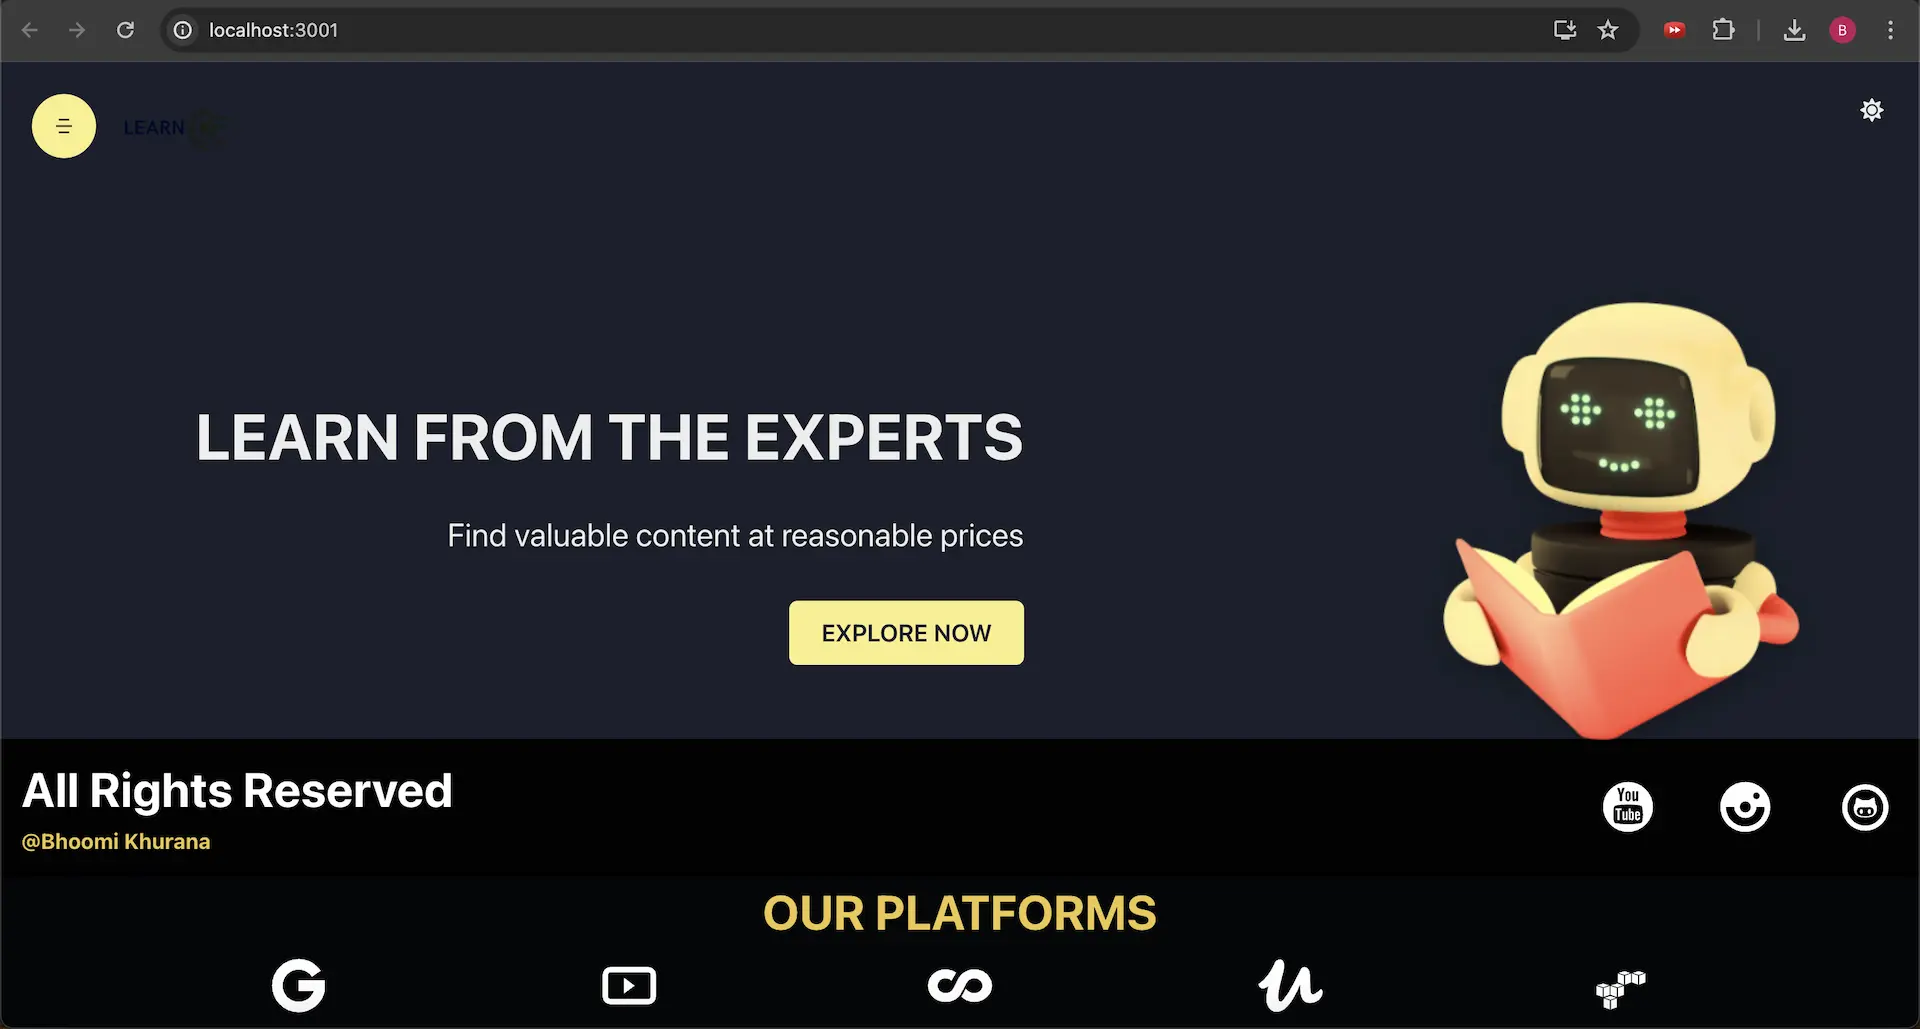 localhost:3001
B
LEARN
LEARN FROM THE EXPERTS
Find valuable content at reasonable prices
EXPLORE NOW
All Rights Reserved
@Bhoomi Khurana
You
Tube
OUR PLATFORMS